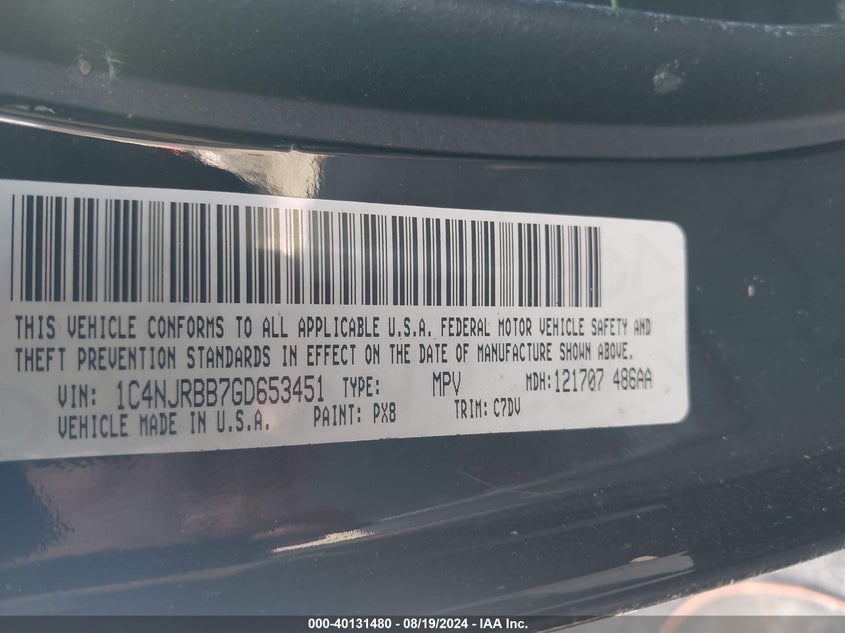 THIS VEHICLE CONFORMS TO ALL APPLICABLE U.S.A. FEDERAL MOTOR VEHICLE SAFETY AND
THEFT PREVENTION STANDARDS IN EFFECT ON THE DATE OF MANUFACTURE SHOWN ABOVE.
VIN: 1C4NJRBB7GD653451 TYPE: MPV MDH:121707 486AA
VEHICLE MADE IN U.S.A. PAINT: PX8 TRIM: C7DV
000-40131480 - 08/19/2024 - IAA Inc.